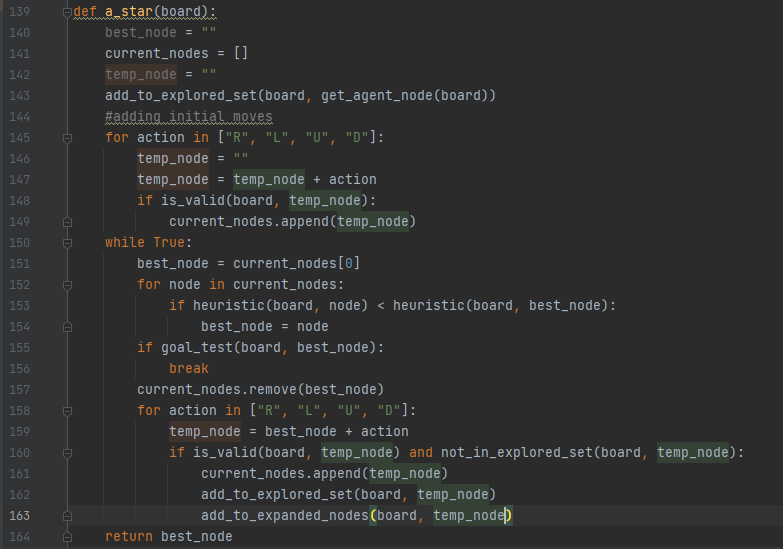 139 def a_star(board):
140     best_node = ""
141     current_nodes = []
142     temp_node = ""
143     add_to_explored_set(board, get_agent_node(board))
144     #adding initial moves
145     for action in ["R", "L", "U", "D"]:
146         temp_node = ""
147         temp_node = temp_node + action
148         if is_valid(board, temp_node):
149             current_nodes.append(temp_node)
150     while True:
151         best_node = current_nodes[0]
152         for node in current_nodes:
153             if heuristic(board, node) < heuristic(board, best_node):
154                 best_node = node
155         if goal_test(board, best_node):
156             break
157         current_nodes.remove(best_node)
158         for action in ["R", "L", "U", "D"]:
159             temp_node = best_node + action
160             if is_valid(board, temp_node) and not_in_explored_set(board, temp_node):
161                 current_nodes.append(temp_node)
162                 add_to_explored_set(board, temp_node)
163                 add_to_expanded_nodes(board, temp_node)
164     return best_node